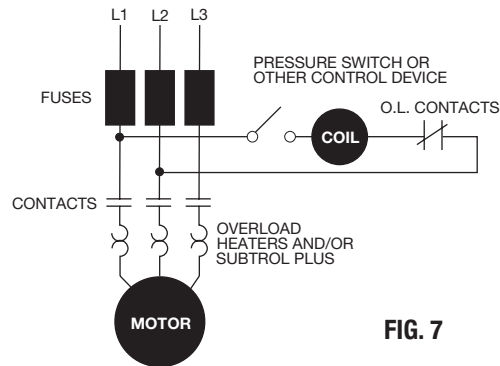 L1 L2 L3
PRESSURE SWITCH OR
OTHER CONTROL DEVICE
FUSES
O.L. CONTACTS
COIL
CONTACTS
OVERLOAD
HEATERS AND/OR
SUBTROL PLUS
MOTOR
FIG. 7